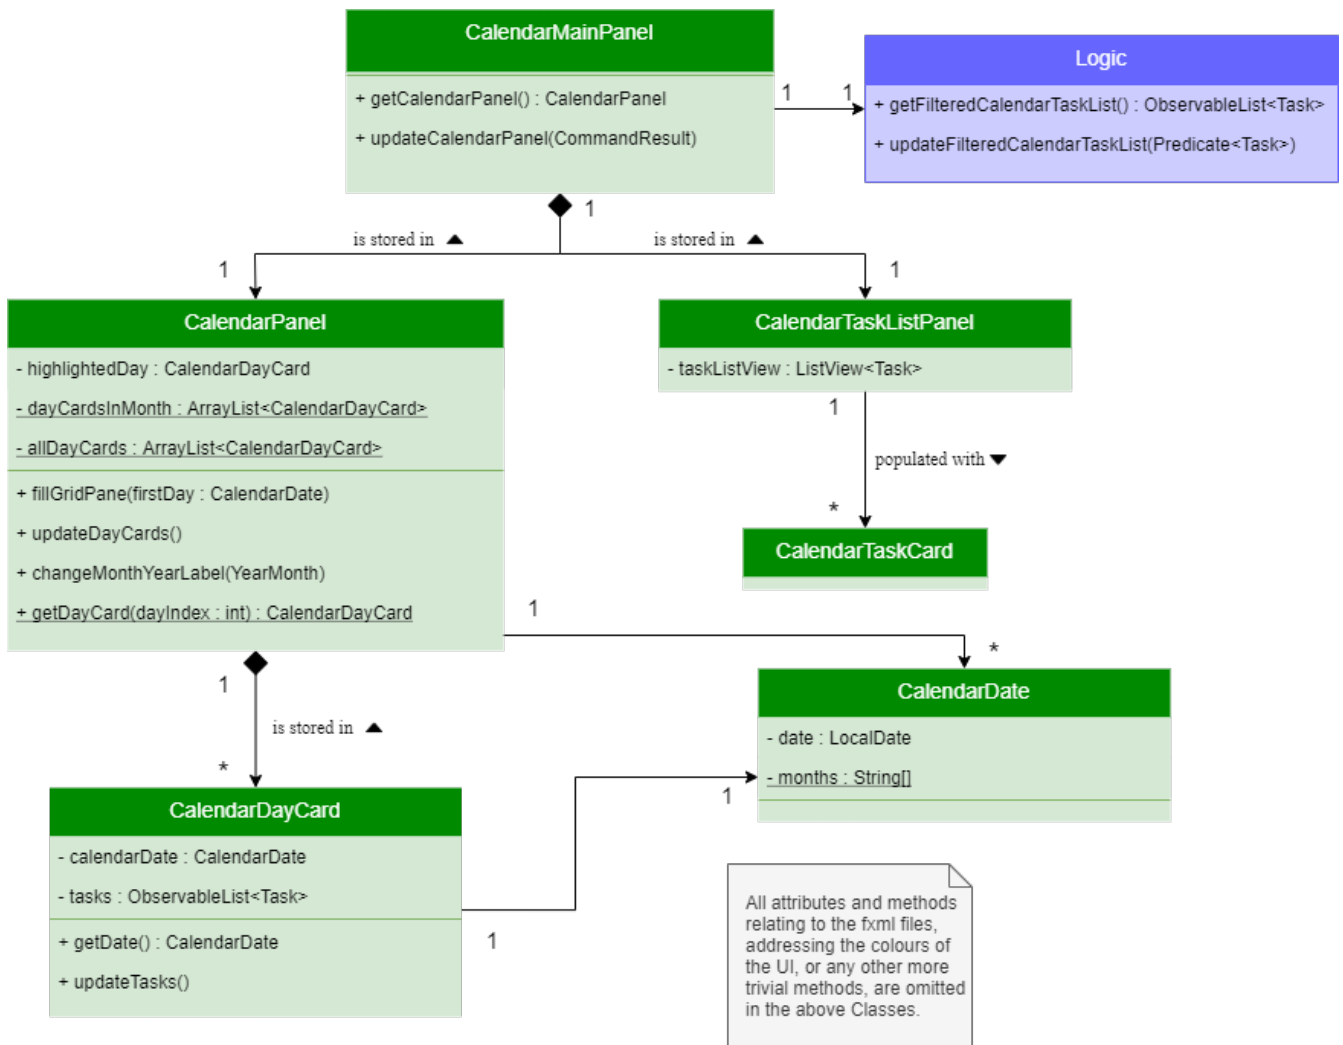 CalendarMainPanel
+ getCalendarPanel() : CalendarPanel
+ updateCalendarPanel(CommandResult)
1
1
Logic
+ getFilteredCalendarTaskList() : ObservableList<Task>
+ updateFilteredCalendarTaskList(Predicate<Task>)
1
is stored in ▲
is stored in ▲
1
1
CalendarPanel
- highlightedDay : CalendarDayCard
- dayCardsInMonth : ArrayList<CalendarDayCard>
- allDayCards : ArrayList<CalendarDayCard>
+ fillGridPane(firstDay : CalendarDate)
+ updateDayCards()
+ changeMonthYearLabel(YearMonth)
+ getDayCard(dayIndex : int) : CalendarDayCard
CalendarTaskListPanel
- taskListView : ListView<Task>
1
populated with ▼
*
CalendarTaskCard
1
*
1
is stored in ▲
*
CalendarDate
- date : LocalDate
- months : String[]
CalendarDayCard
- calendarDate : CalendarDate
- tasks : ObservableList<Task>
+ getDate() : CalendarDate
+ updateTasks()
1
1
All attributes and methods
relating to the fxml files,
addressing the colours of
the UI, or any other more
trivial methods, are omitted
in the above Classes.